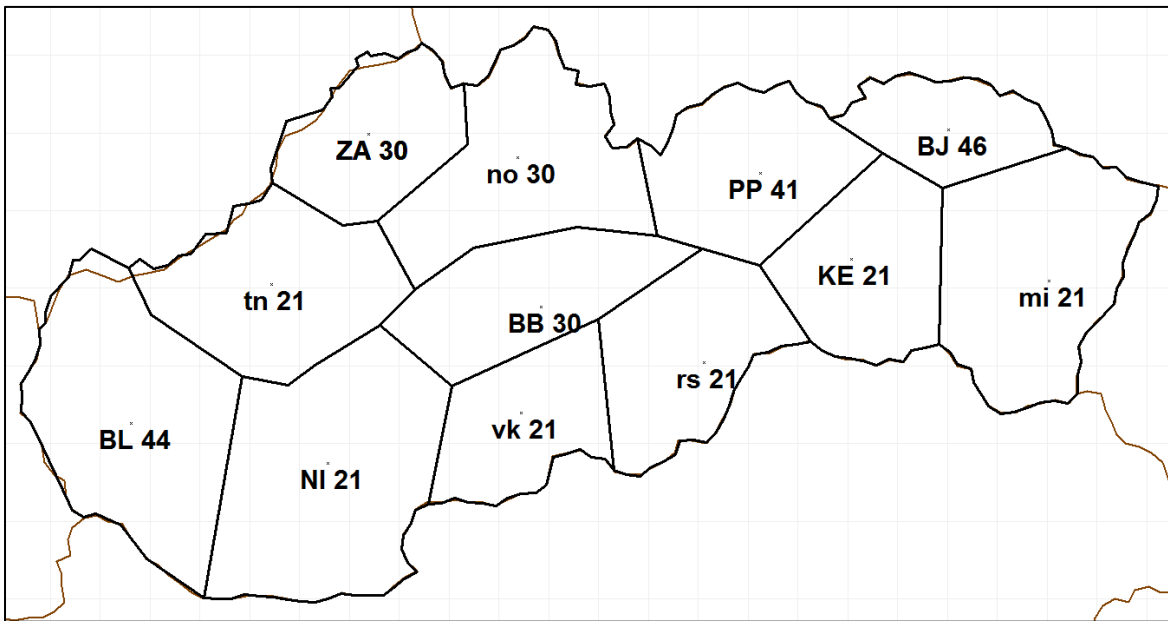 ZA 30
BJ 46
no 30
PP 41
KE 21
tn 21
mi 21
BB 30
rs 21
vk 21
BL 44
NI 21